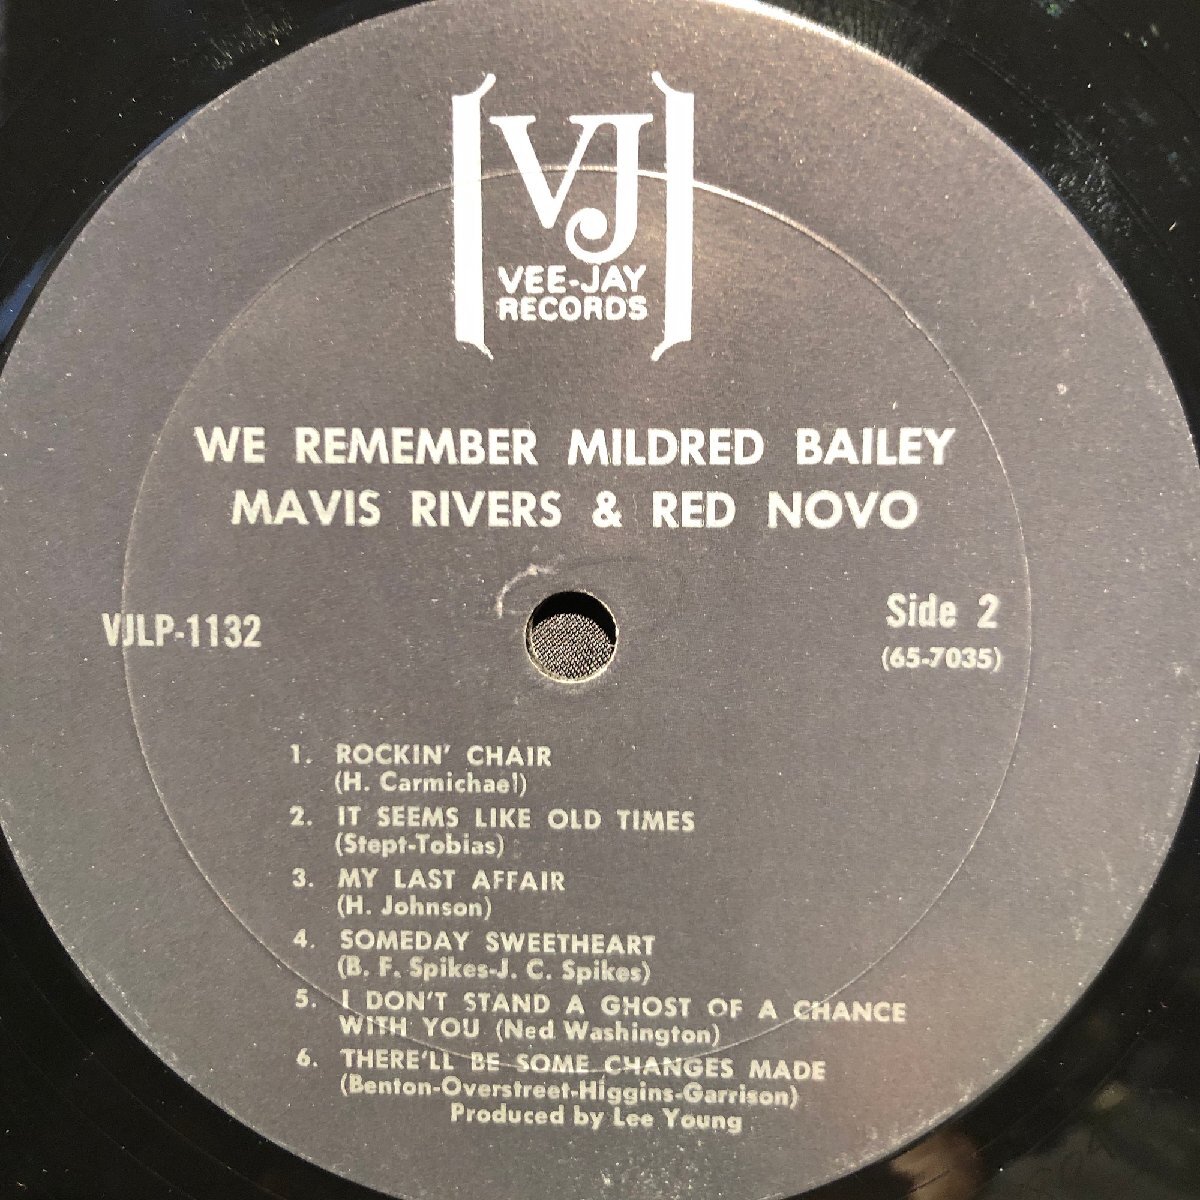 VJ
VEE-JAY
RECORDS
WE REMEMBER MILDRED BAILEY
MAVIS RIVERS & RED NOVO
VJLP-1132
Side 2
(65-7035)
1. ROCKIN' CHAIR
(H. Carmichael)
2. IT SEEMS LIKE OLD TIMES
(Stept-Tobias)
3. MY LAST AFFAIR
(H. Johnson)
4. SOMEDAY SWEETHEART
(B. F. Spikes-J. C. Spikes)
5. I DON'T STAND A GHOST OF A CHANCE
WITH YOU (Ned Washington)
6. THERE'LL BE SOME CHANGES MADE
(Benton-Overstreet-Higgins-Garrison)
Produced by Lee Young